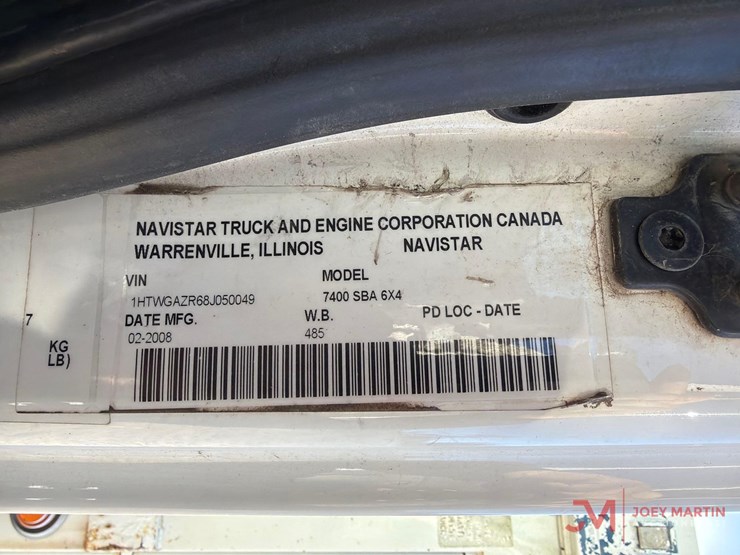 NAVISTAR TRUCK AND ENGINE CORPORATION CANADA
WARRENVILLE, ILLINOIS NAVISTAR
VIN MODEL
1HTWGAZR68J050049 7400 SBA 6X4
DATE MFG. W.B. PD LOC - DATE
02-2008 485
7
KG
LB)
JM JOEY MARTIN